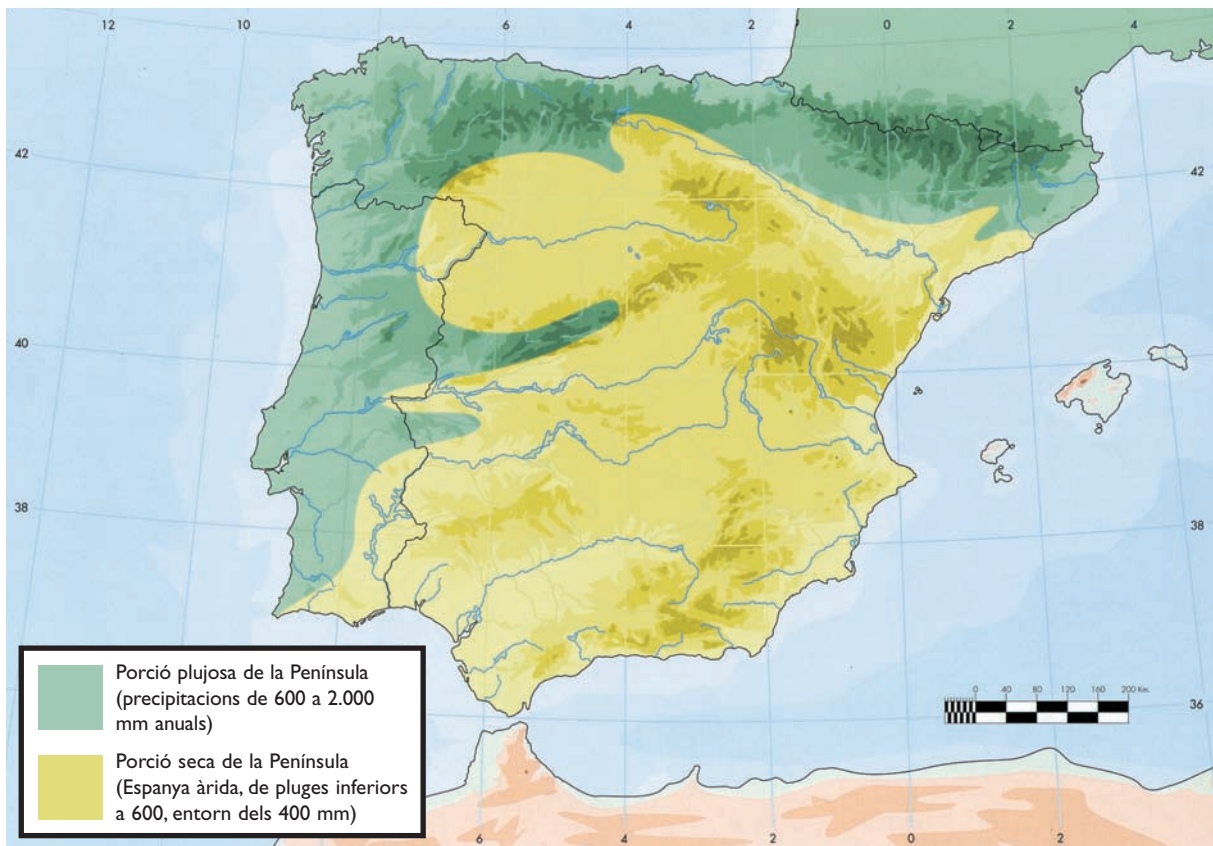 12 10 6 4 0 2 4
42 42
40 40
38 38
36
0 40 80 120 160 200 Km.
Porció plujosa de la Península
(precipitacions de 600 a 2.000
mm anuals)
Porció seca de la Península
(Espanya àrida, de pluges inferiors
a 600, entorn dels 400 mm)
6 4 2 0 2